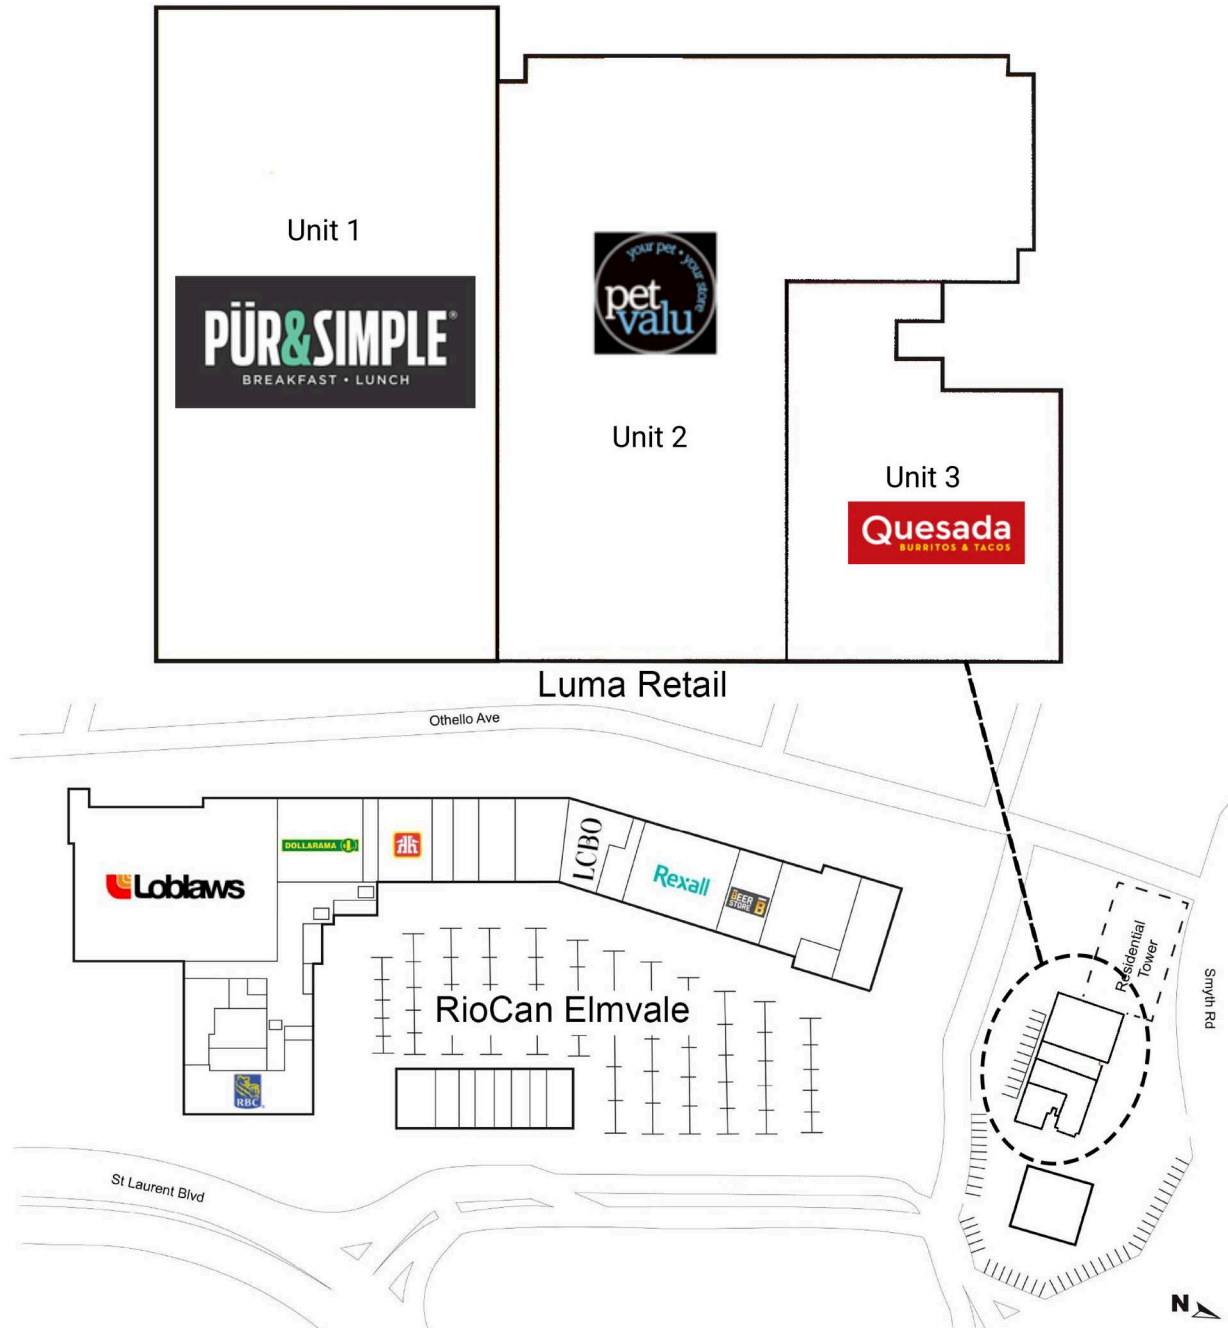 Unit 1
PÜR&SIMPLE®
BREAKFAST • LUNCH
your pet • your store
pet
valu
Unit 2
Unit 3
Quesada
BURRITOS & TACOS
Luma Retail
Othello Ave
Loblaws
DOLLARAMA
LCBO
Rexall
BEER
STORE B
RBC
RioCan Elmvale
Residential
Tower
Smyth Rd
St Laurent Blvd
N